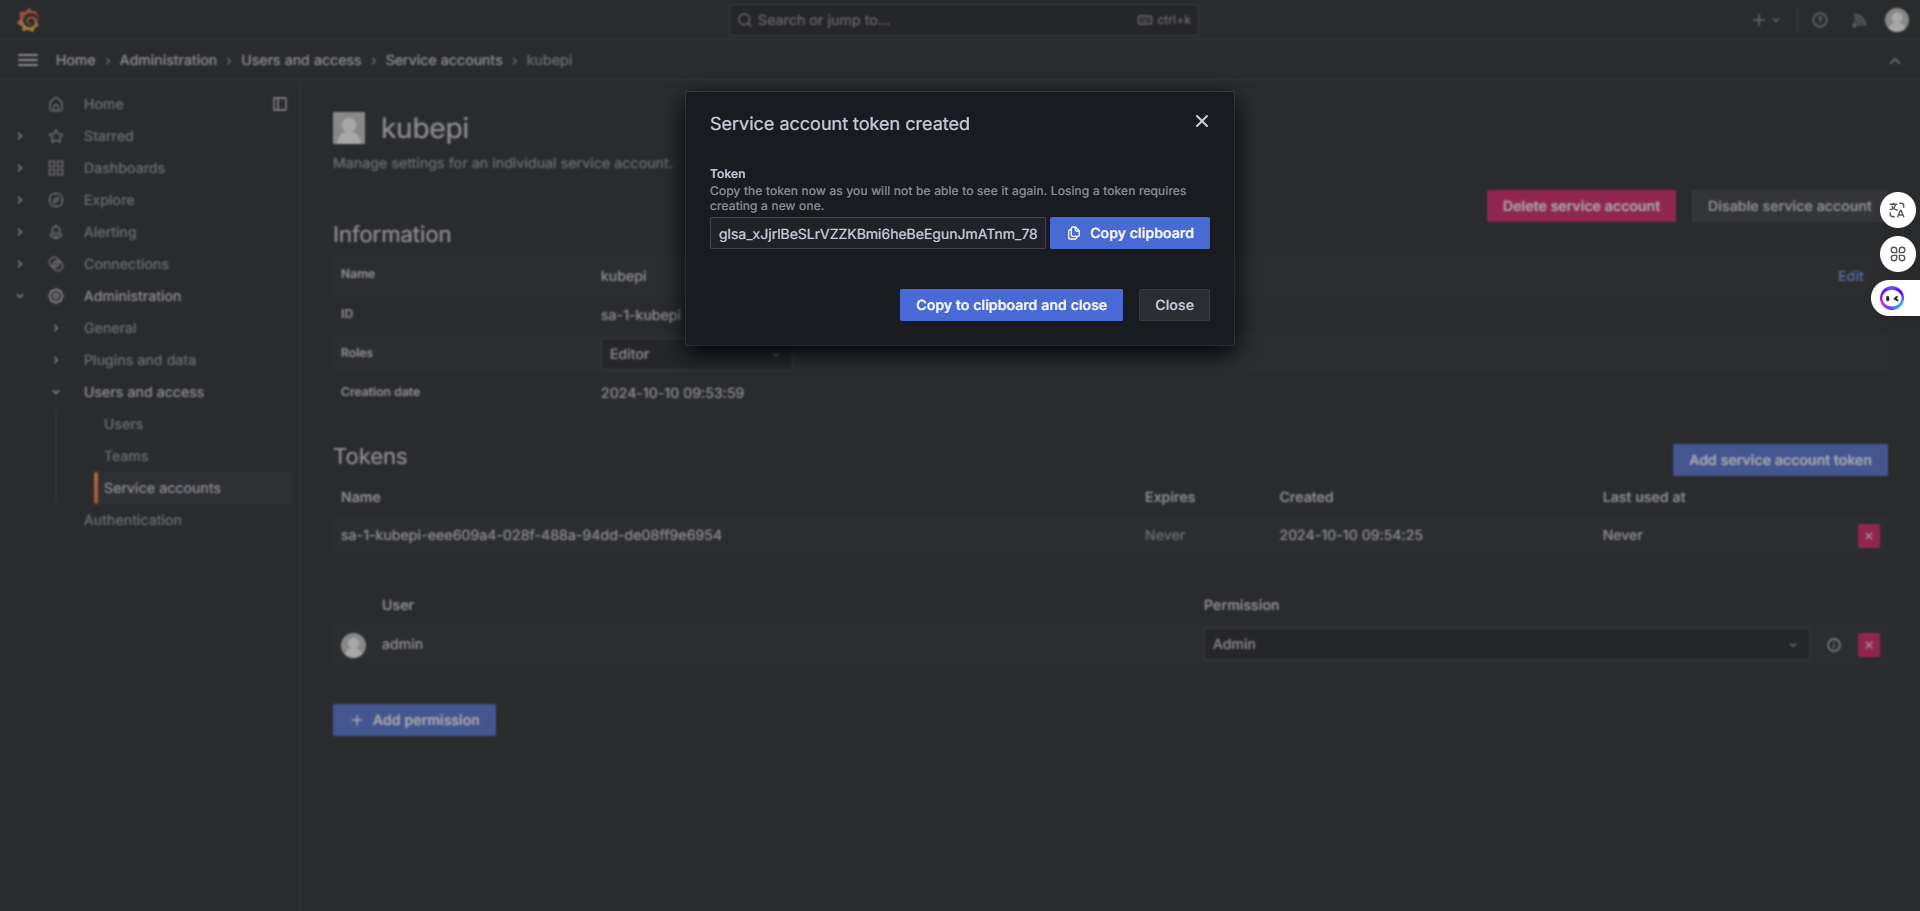 Search or jump to...
ctrl+k
Home › Administration › Users and access › Service accounts › kubepi
Home
Starred
Dashboards
Explore
Alerting
Connections
Administration
General
Plugins and data
Users and access
Users
Teams
Service accounts
Authentication
kubepi
Manage settings for an individual service account.
Delete service account
Disable service account
Information
Name kubepi Edit
ID sa-1-kubepi
Roles Editor
Creation date 2024-10-10 09:53:59
Service account token created
Token
Copy the token now as you will not be able to see it again. Losing a token requires
creating a new one.
glsa_xJjrlBeSLrVZZKBmi6heBeEgunJmATnm_78
Copy clipboard
Copy to clipboard and close
Close
Tokens
Add service account token
Name Expires Created Last used at
sa-1-kubepi-eee609a4-028f-488a-94dd-de08ff9e6954 Never 2024-10-10 09:54:25 Never
User Permission
admin Admin
Add permission